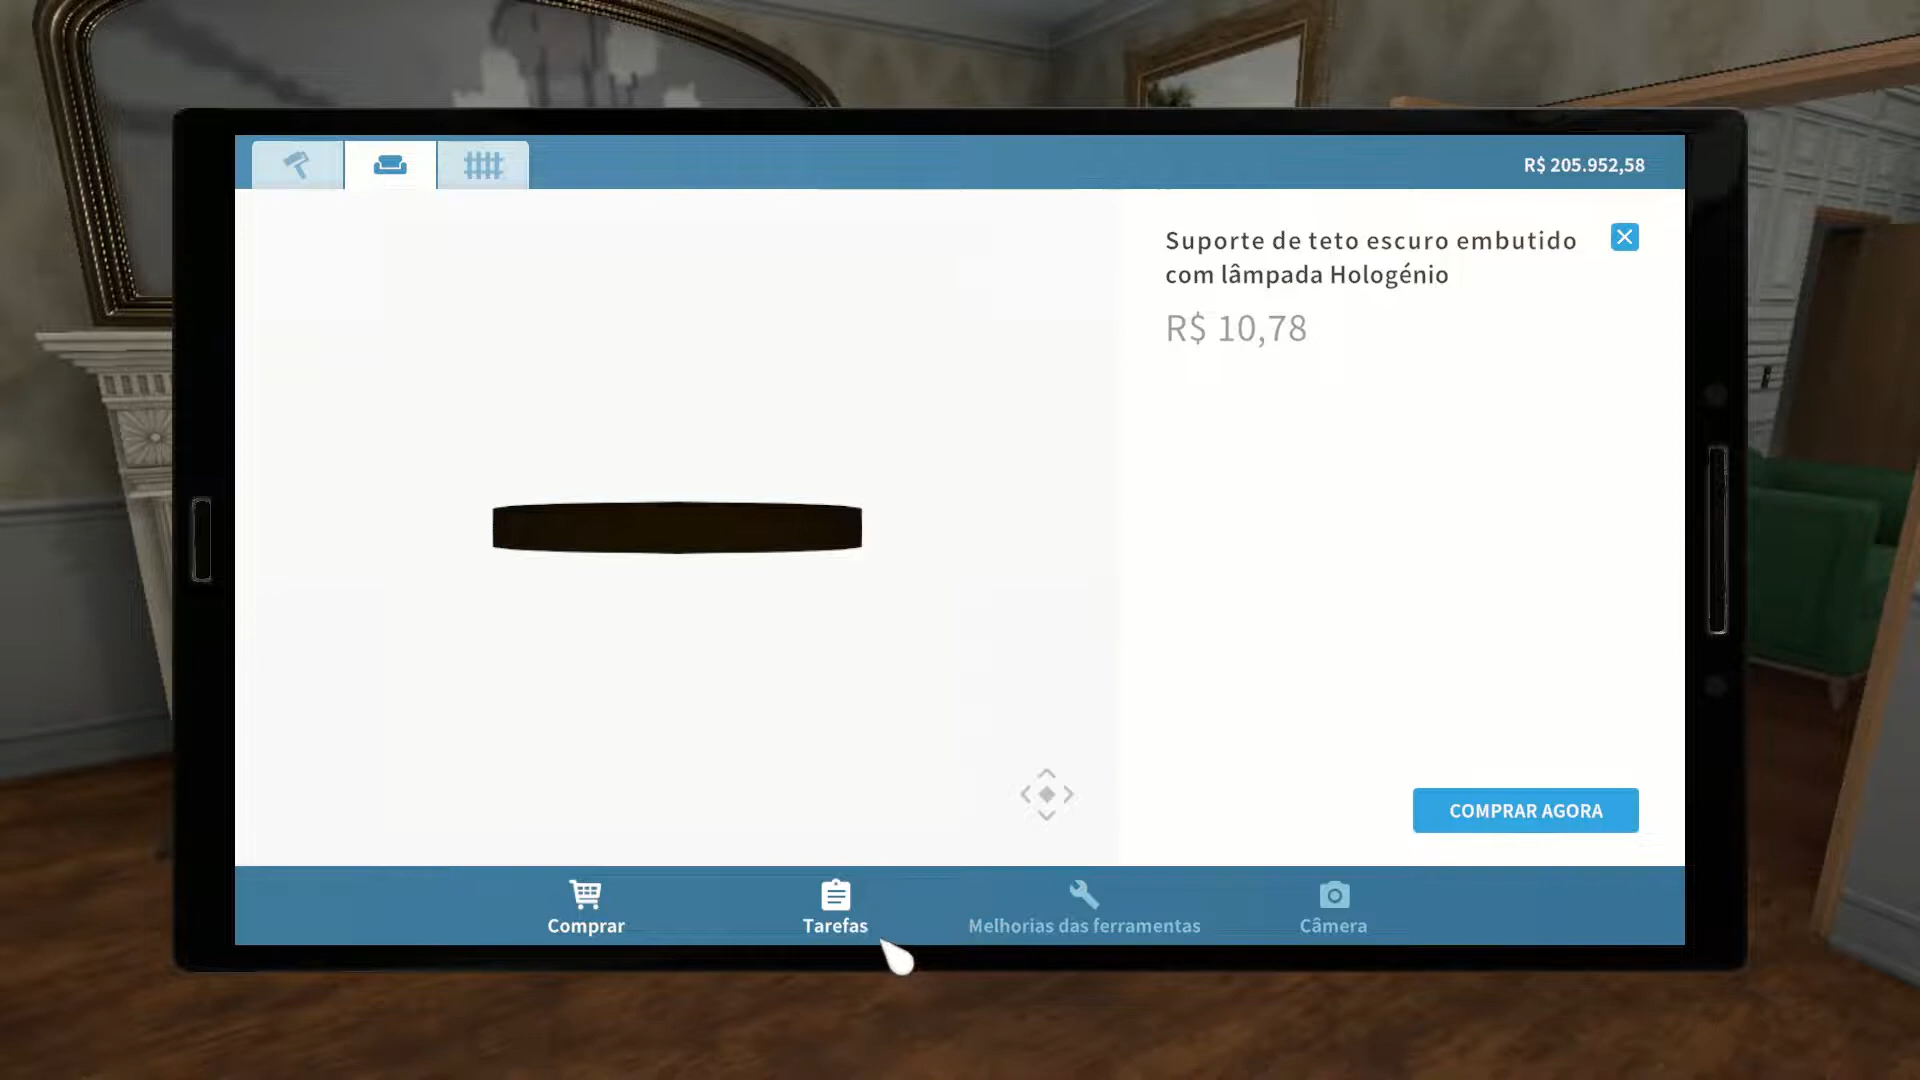 R$ 205.952,58
Suporte de teto escuro embutido
com lâmpada Hologénio
R$ 10,78
COMPRAR AGORA
Comprar
Tarefas
Melhorias das ferramentas
Câmera